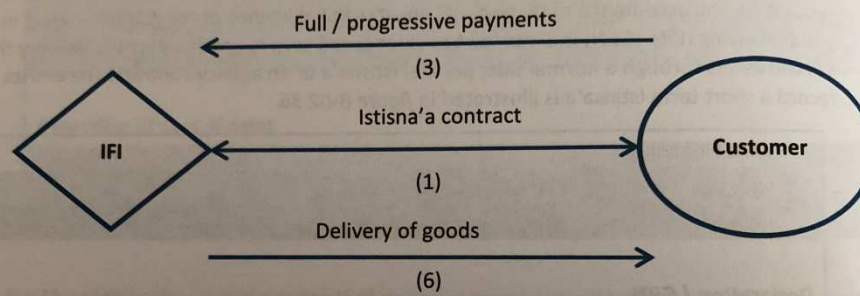 Full / progressive payments
(3)
Istisna'a contract
IFI
Customer
(1)
Delivery of goods
(6)